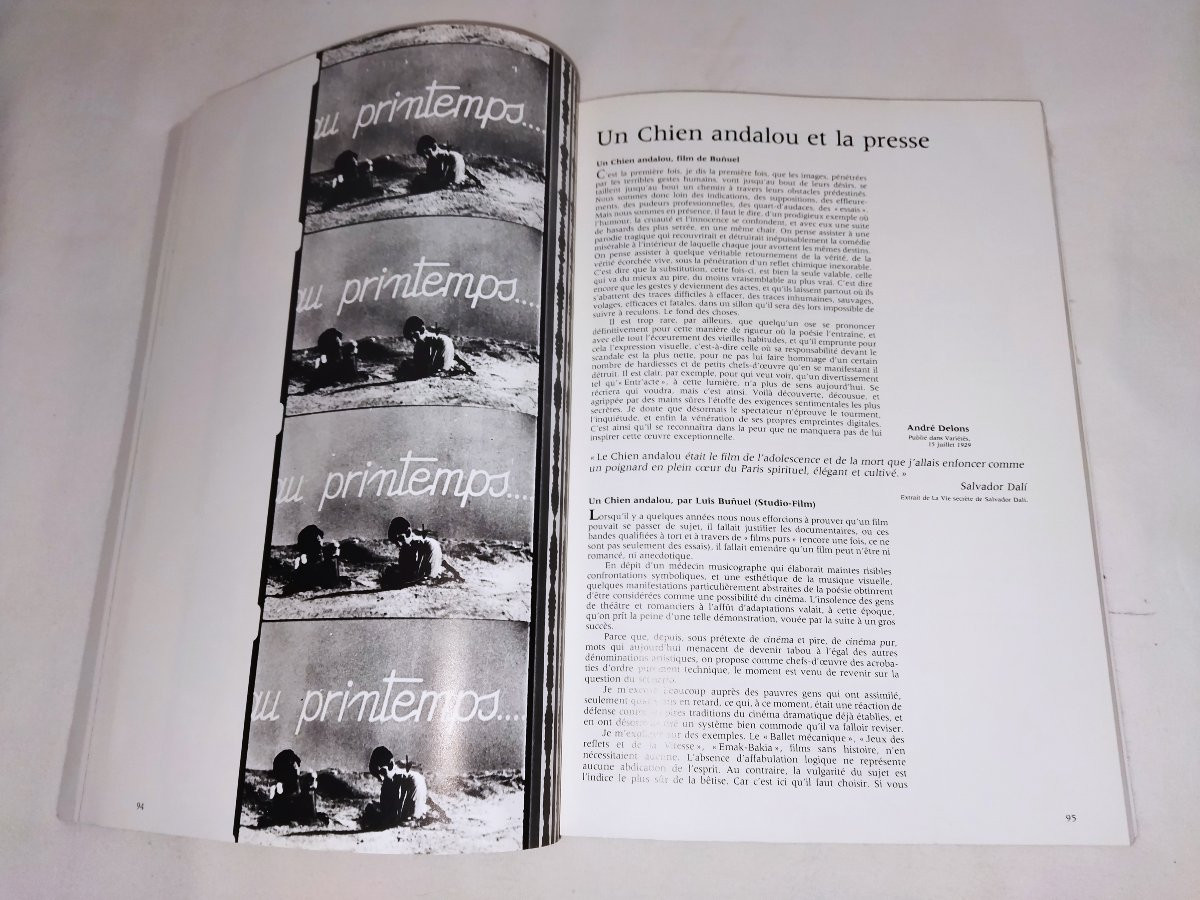 au printemps....
au printemps....
au printemps....
au printemps....
94
Un Chien andalou et la presse
Un Chien andalou, film de Buñuel
C'est la première fois, je dis la première fois, que les images, pénétrées
par les terribles gestes humains, vont jusqu'au bout de leurs désirs, se
taillent jusqu'au bout un chemin à travers leurs obstacles prédestinés.
Nous sommes donc loin des indications, des suppositions, des effleure-
ments, des pudeurs professionnelles, des quart-d'audaces, des « essais ».
Mais nous sommes en présence, il faut le dire, d'un prodigieux exemple où
l'humour, la cruauté et l'innocence se confondent, et avec eux une suite
de hasards des plus serrée, en une même chair. On pense assister à une
parodie tragique qui recouvrirait et détruirait inépuisablement la comédie
misérable à l'intérieur de laquelle chaque jour avortent les mêmes destins.
On pense assister à quelque véritable retournement de la vérité, de la
vérité écorchée vive, sous la pénétration d'un reflet chimique inexorable.
C'est dire que la substitution, cette fois-ci, est bien la seule valable, celle
qui va du mieux au pire, du moins vraisemblable au plus vrai. C'est dire
encore que les gestes y deviennent des actes, et qu'ils laissent partout où ils
s'abattent des traces difficiles à effacer, des traces inhumaines, sauvages,
volages, efficaces et fatales, dans un sillon qu'il sera dès lors impossible de
suivre à reculons. Le fond des choses.
Il est trop rare, par ailleurs, que quelqu'un ose se prononcer
définitivement pour cette manière de rigueur où la poésie l'entraîne, et
avec elle tout l'écœurement des vieilles habitudes, et qu'il emprunte pour
cela l'expression visuelle, c'est-à-dire celle où sa responsabilité devant le
scandale est la plus nette, pour ne pas lui faire hommage d'un certain
nombre de hardiesses et de petits chefs-d'œuvre qu'en se manifestant il
détruit. Il est clair, par exemple, pour qui veut voir, qu'un divertissement
tel qu'« Entr'acte », à cette lumière, n'a plus de sens aujourd'hui. Se
récriera qui voudra, mais c'est ainsi. Voilà découverte, décousue, et
agrippée par des mains sûres l'étoffe des exigences sentimentales les plus
secrètes. Je doute que désormais le spectateur n'éprouve le tourment,
l'inquiétude, et enfin la vénération de ses propres empreintes digitales.
C'est ainsi qu'il se reconnaîtra dans la peur que ne manquera pas de lui
inspirer cette œuvre exceptionnelle.
André Delons
Publié dans Variétés,
15 juillet 1929
« Le Chien andalou était le film de l'adolescence et de la mort que j'allais enfoncer comme
un poignard en plein cœur du Paris spirituel, élégant et cultivé. »
Salvador Dalí
Extrait de La Vie secrète de Salvador Dalí.
Un Chien andalou, par Luis Buñuel (Studio-Film)
Lorsqu'il y a quelques années nous nous efforcions à prouver qu'un film
pouvait se passer de sujet, il fallait justifier les documentaires, ou ces
bandes qualifiées à tort et à travers de « films purs » (encore une fois, ce ne
sont pas seulement des essais), il fallait entendre qu'un film peut n'être ni
romancé, ni anecdotique.
En dépit d'un médecin musicographe qui élaborait maintes risibles
confrontations symboliques, et une esthétique de la musique visuelle,
quelques manifestations particulièrement abstraites de la poésie obtinrent
d'être considérées comme une possibilité du cinéma. L'insolence des gens
de théâtre et romanciers à l'affût d'adaptations valait, à cette époque,
qu'on prît la peine d'une telle démonstration, vouée par la suite à un gros
succès.
Parce que, depuis, sous prétexte de cinéma et pire, de cinéma pur,
mots qui aujourd'hui menacent de devenir tabou à l'égal des autres
dénominations artistiques, on propose comme chefs-d'œuvre des acroba-
ties d'ordre purement technique, le moment est venu de revenir sur la
question du scénario.
Je m'excuse beaucoup auprès des pauvres gens qui ont assimilé,
seulement en retard, ce qui, à ce moment, était une réaction de
défense contre traditions du cinéma dramatique déjà établies, et
en ont un système bien commode qu'il va falloir reviser.
Je m'explique sur des exemples. Le « Ballet mécanique », « Jeux des
reflets et de la Vitesse », « Emak-Bakia », films sans histoire, n'en
nécessitaient aucune. L'absence d'affabulation logique ne représente
aucune abdication de l'esprit. Au contraire, la vulgarité du sujet est
l'indice le plus sûr de la bêtise. Car c'est ici qu'il faut choisir. Si vous
95